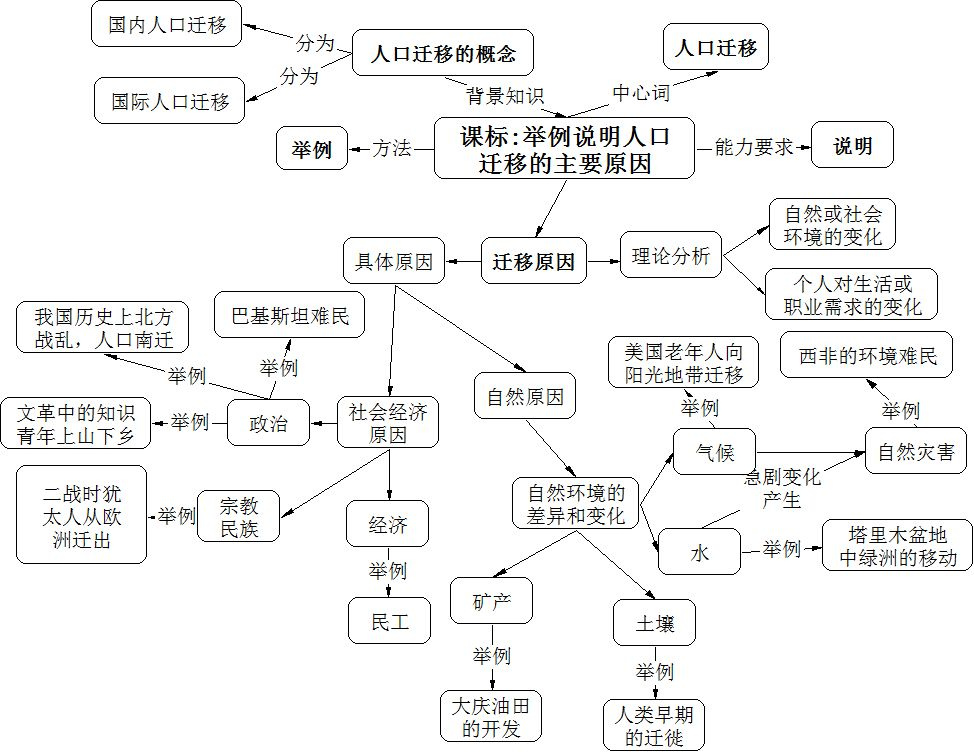 国内人口迁移
分为
人口迁移的概念
人口迁移
分为
国际人口迁移
背景知识
中心词
课标:举例说明人口
迁移的主要原因
举例
方法
能力要求
说明
自然或社会
环境的变化
具体原因
迁移原因
理论分析
个人对生活或
职业需求的变化
我国历史上北方
战乱，人口南迁
巴基斯坦难民
举例
举例
美国老年人向
阳光地带迁移
西非的环境难民
自然原因
举例
举例
文革中的知识
青年上山下乡
举例
政治
社会经济
原因
气候
自然灾害
急剧变化
产生
二战时犹
太人从欧
洲迁出
举例
宗教
民族
经济
自然环境的
差异和变化
水
举例
塔里木盆地
中绿洲的移动
举例
民工
矿产
土壤
举例
举例
大庆油田
的开发
人类早期
的迁徙